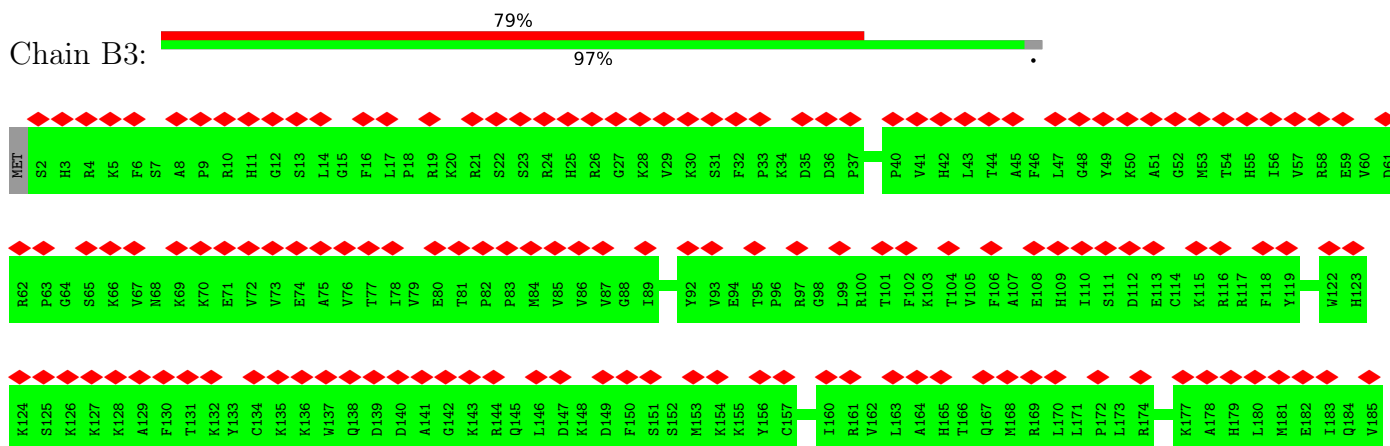 79%
Chain B3:
97%
.
MET S2 H3 R4 K5 F6 S7 A8 P9 R10 H11 G12 S13 L14 G15 F16 L17 P18 R19 K20 R21 S22 S23 R24 H25 R26 G27 K28 V29 K30 S31 F32 P33 K34 D35 D36 P37 P40 V41 H42 L43 T44 A45 F46 L47 G48 Y49 K50 A51 G52 M53 T54 H55 I56 V57 R58 E59 V60 D61
R62 P63 G64 S65 K66 V67 N68 K69 K70 E71 V72 V73 E74 A75 V76 T77 I78 V79 E80 T81 P82 P83 M84 V85 V86 V87 G88 I89 Y92 V93 E94 T95 P96 R97 G98 L99 R100 T101 F102 K103 T104 V105 F106 A107 E108 H109 I110 S111 D112 E113 C114 K115 R116 R117 F118 Y119 W122 H123
K124 S125 K126 K127 K128 A129 F130 T131 K132 Y133 C134 K135 K136 W137 Q138 D139 D140 A141 G142 K143 R144 Q145 L146 D147 K148 D149 F150 S151 S152 M153 K154 K155 Y156 C157 I160 R161 V162 L163 A164 H165 T166 Q167 M168 R169 L170 L171 P172 L173 R174 K177 A178 H179 L180 M181 E182 I183 Q184 V185